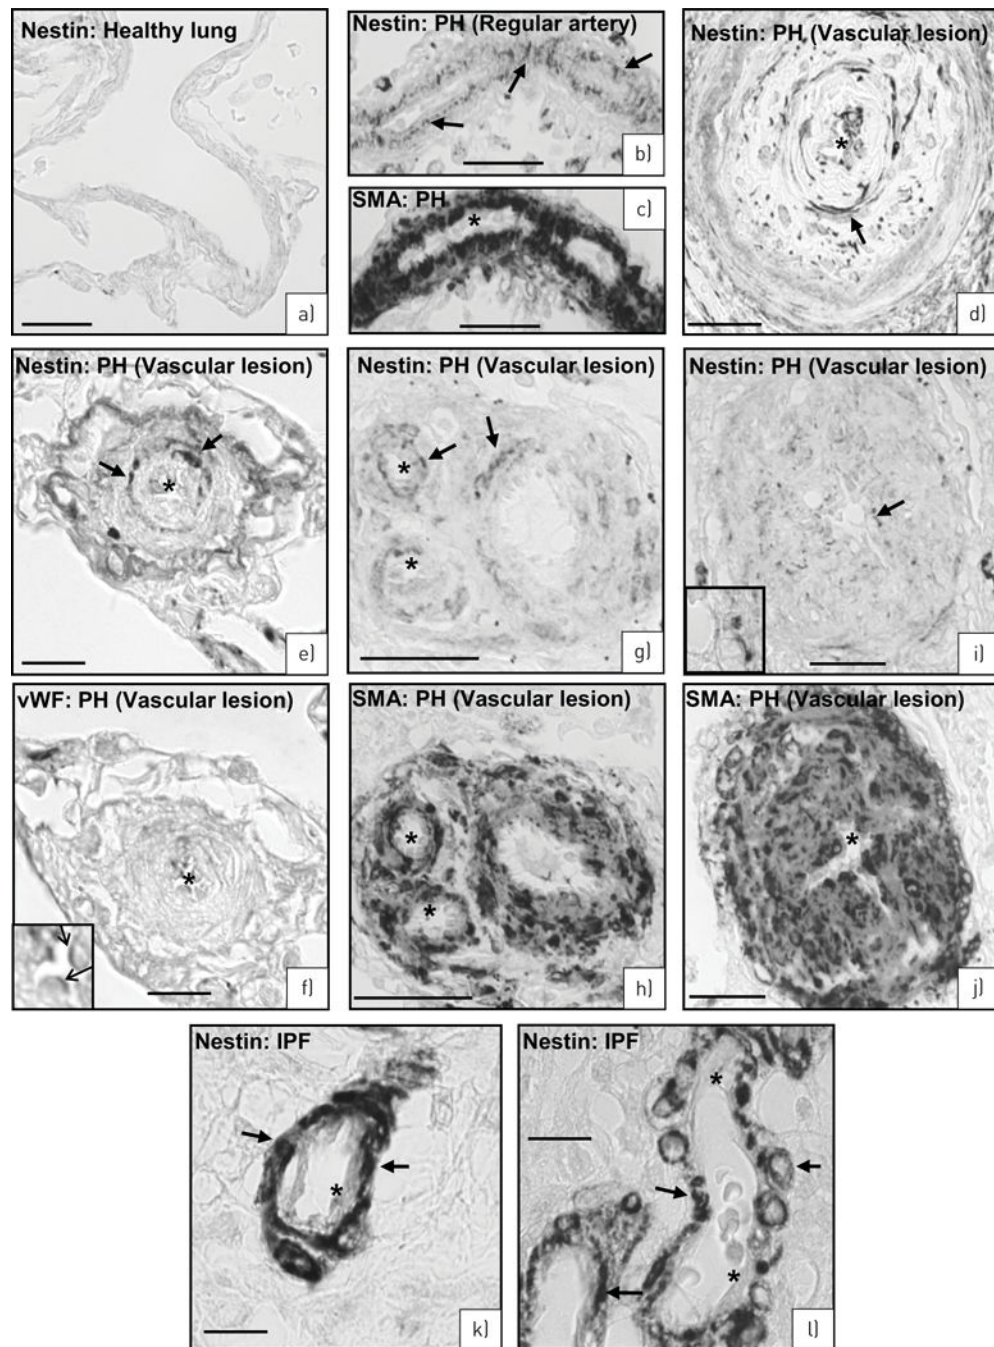 Nestin: Healthy lung
a)
Nestin: PH (Regular artery)
b)
SMA: PH
*
c)
Nestin: PH (Vascular lesion)
*
d)
Nestin: PH (Vascular lesion)
*
e)
Nestin: PH (Vascular lesion)
*
*
g)
Nestin: PH (Vascular lesion)
i)
vWF: PH (Vascular lesion)
*
f)
SMA: PH (Vascular lesion)
*
*
h)
SMA: PH (Vascular lesion)
*
j)
Nestin: IPF
*
k)
Nestin: IPF
*
*
l)